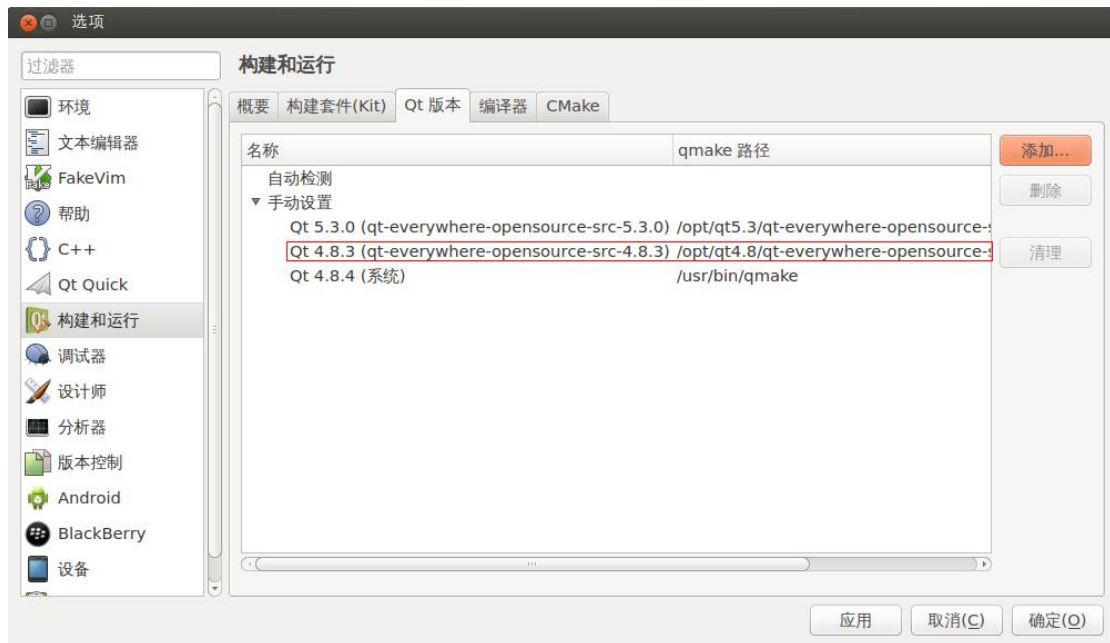 选项
过滤器
构建和运行
环境
文本编辑器
FakeVim
帮助
C++
Qt Quick
构建和运行
调试器
设计师
分析器
版本控制
Android
BlackBerry
设备
概要 构建套件(Kit) Qt 版本 编译器 CMake
名称 qmake 路径
自动检测
手动设置
Qt 5.3.0 (qt-everywhere-opensource-src-5.3.0) /opt/qt5.3/qt-everywhere-opensource-s
Qt 4.8.3 (qt-everywhere-opensource-src-4.8.3) /opt/qt4.8/qt-everywhere-opensource-s
Qt 4.8.4 (系统) /usr/bin/qmake
添加...
删除
清理
应用 取消(C) 确定(O)